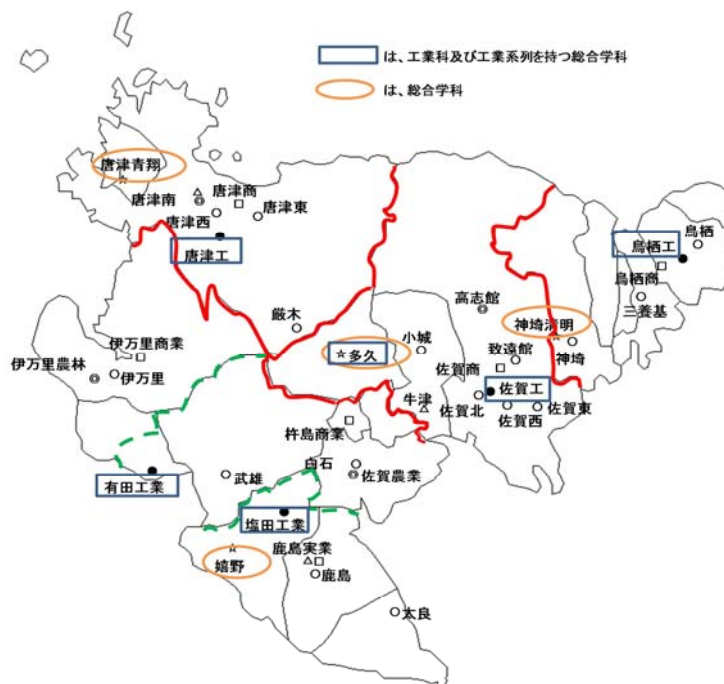 は、工業科及び工業系列を持つ総合学科
は、総合学科
唐津青翔
唐津南
唐津商
唐津西
唐津東
唐津工
鳥栖
鳥栖工
鳥栖商
三養基
高志館
神埼清明
神埼
厳木
伊万里商業
伊万里農林
伊万里
多久
小城
致遠館
佐賀商
佐賀工
佐賀北
佐賀東
佐賀西
牛津
杵島商業
白石
佐賀農業
武雄
有田工業
塩田工業
嬉野
鹿島実業
鹿島
太良